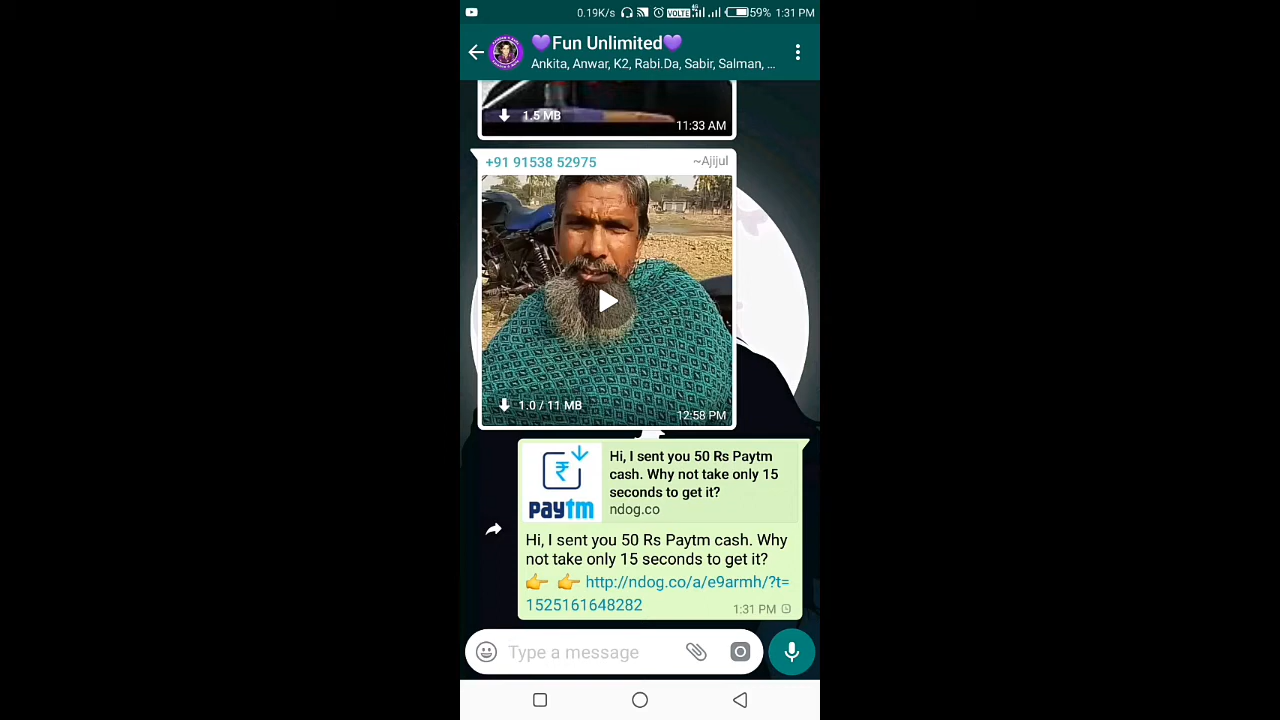 0.19K/s VOLTE 4G 59% 1:31 PM
💜Fun Unlimited💜
Ankita, Anwar, K2, Rabi.Da, Sabir, Salman, ...
1.5 MB
11:33 AM
+91 91538 52975 ~Ajijul
1.0 / 11 MB
12:58 PM
Hi, I sent you 50 Rs Paytm
cash. Why not take only 15
seconds to get it?
ndog.co
₹
paytm
Hi, I sent you 50 Rs Paytm cash. Why
not take only 15 seconds to get it?
👉 👉 http://ndog.co/a/e9armh/?t=
1525161648282
1:31 PM
Type a message